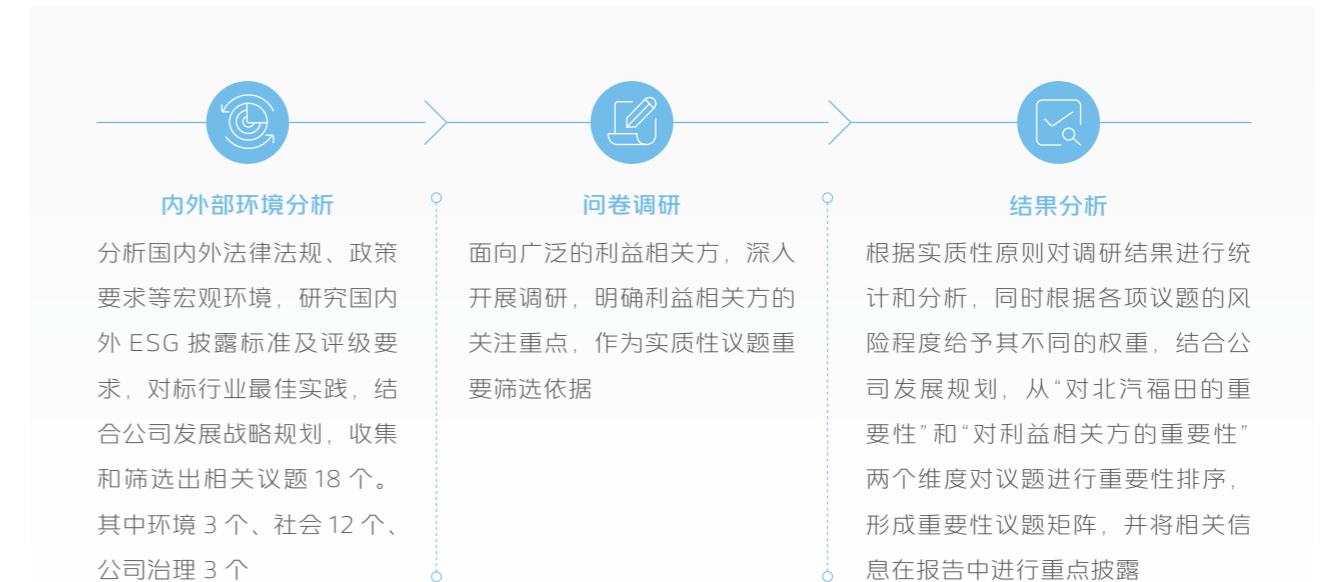 内外部环境分析
分析国内外法律法规、政策
要求等宏观环境，研究国内
外 ESG 披露标准及评级要
求，对标行业最佳实践，结
合公司发展战略规划，收集
和筛选出相关议题 18 个。
其中环境 3 个、社会 12 个、
公司治理 3 个
问卷调研
面向广泛的利益相关方，深入
开展调研，明确利益相关方的
关注重点，作为实质性议题重
要筛选依据
结果分析
根据实质性原则对调研结果进行统
计和分析，同时根据各项议题的风
险程度给予其不同的权重，结合公
司发展规划，从“对北汽福田的重
要性”和“对利益相关方的重要性”
两个维度对议题进行重要性排序，
形成重要性议题矩阵，并将相关信
息在报告中进行重点披露